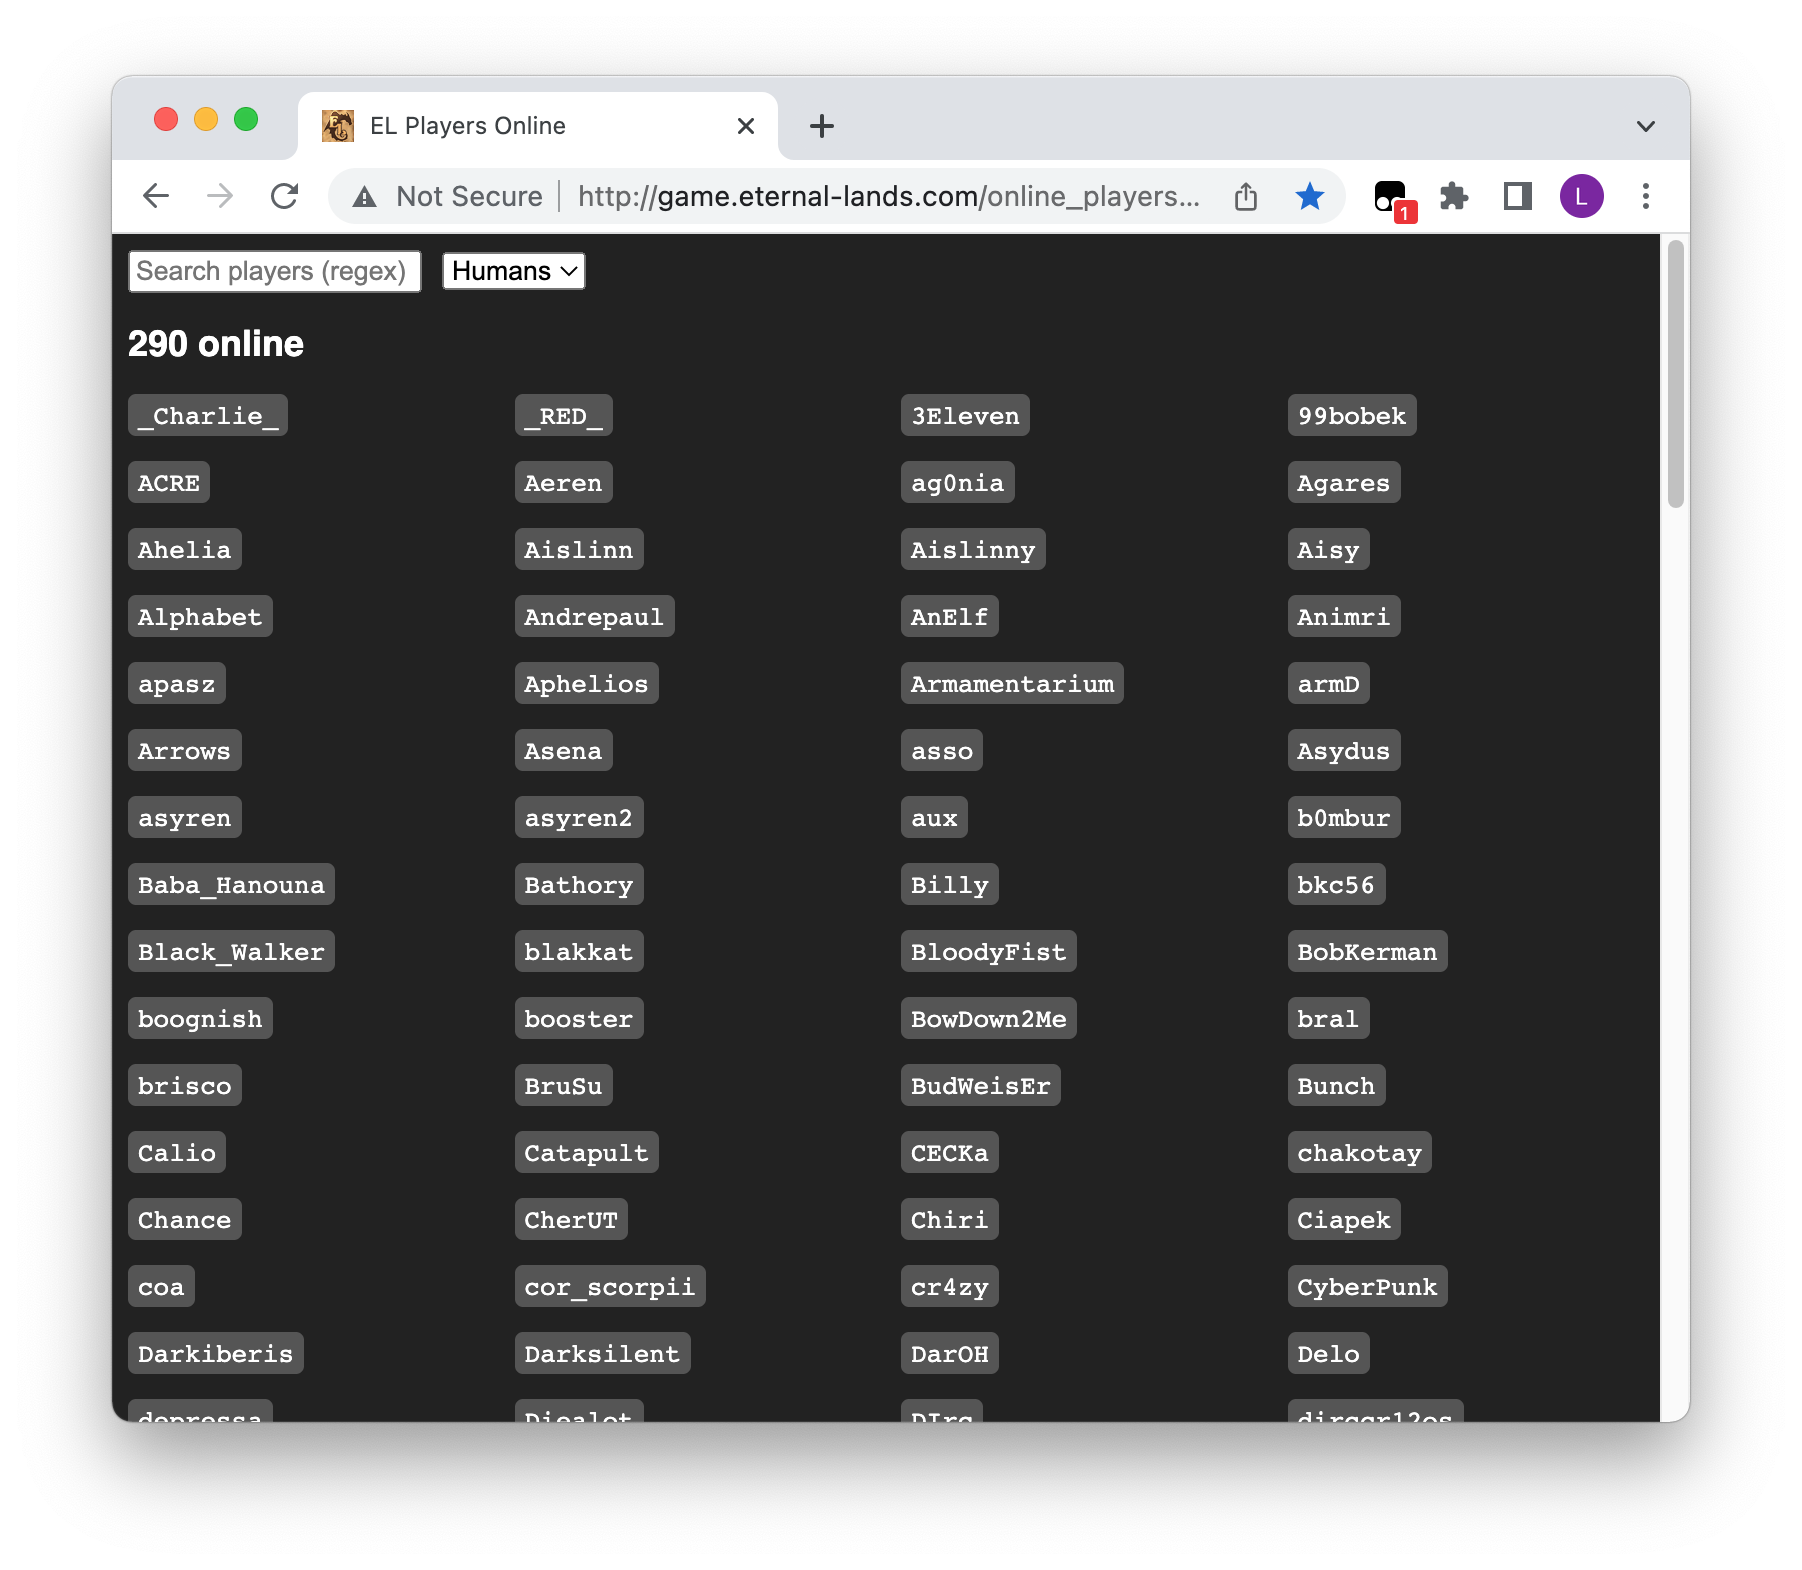 EL Players Online
Not Secure http://game.eternal-lands.com/online_players...
1
L
Search players (regex) Humans
290 online
_Charlie_ _RED_ 3Eleven 99bobek
ACRE Aeren ag0nia Agares
Ahelia Aislinn Aislinny Aisy
Alphabet Andrepaul AnElf Animri
apasz Aphelios Armamentarium armD
Arrows Asena asso Asydus
asyren asyren2 aux b0mbur
Baba_Hanouna Bathory Billy bkc56
Black_Walker blakkat BloodyFist BobKerman
boognish booster BowDown2Me bral
brisco BruSu BudWeisEr Bunch
Calio Catapult CECKa chakotay
Chance CherUT Chiri Ciapek
coa cor_scorpii cr4zy CyberPunk
Darkiberis Darksilent DarOH Delo